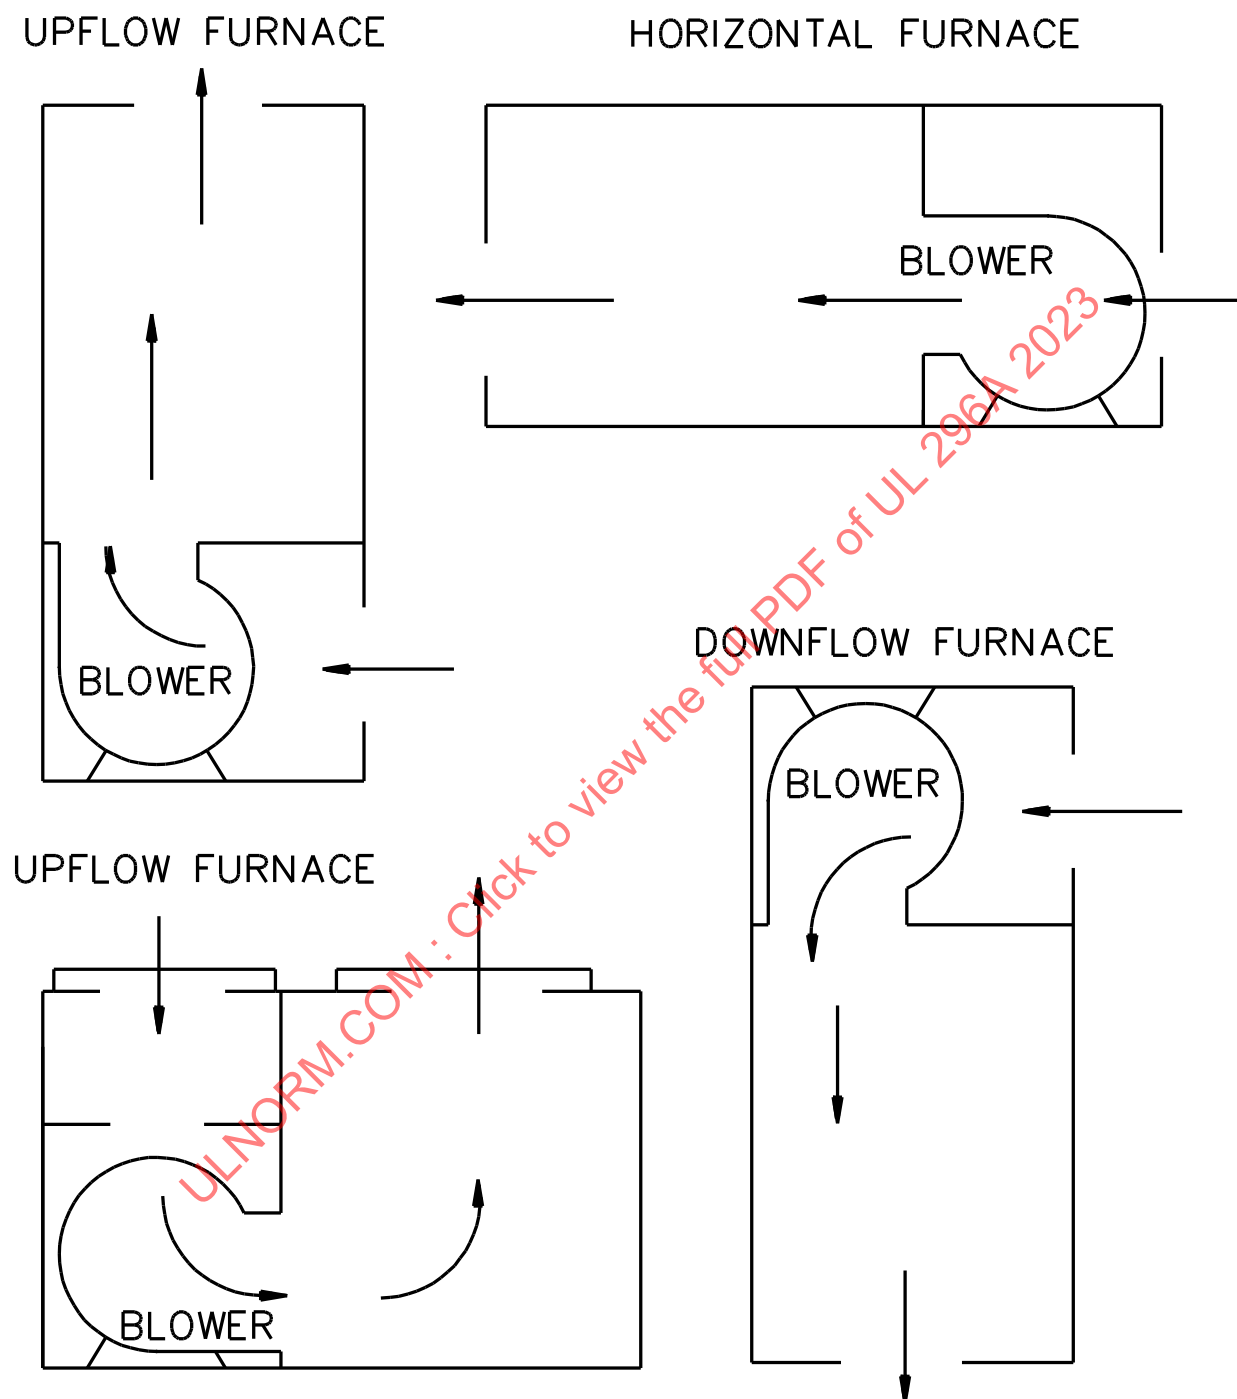 UPFLOW FURNACE
HORIZONTAL FURNACE
BLOWER
BLOWER
DOWNFLOW FURNACE
BLOWER
UPFLOW FURNACE
BLOWER
ULNORM.COM : Click to view the full PDF of UL 296A 2023